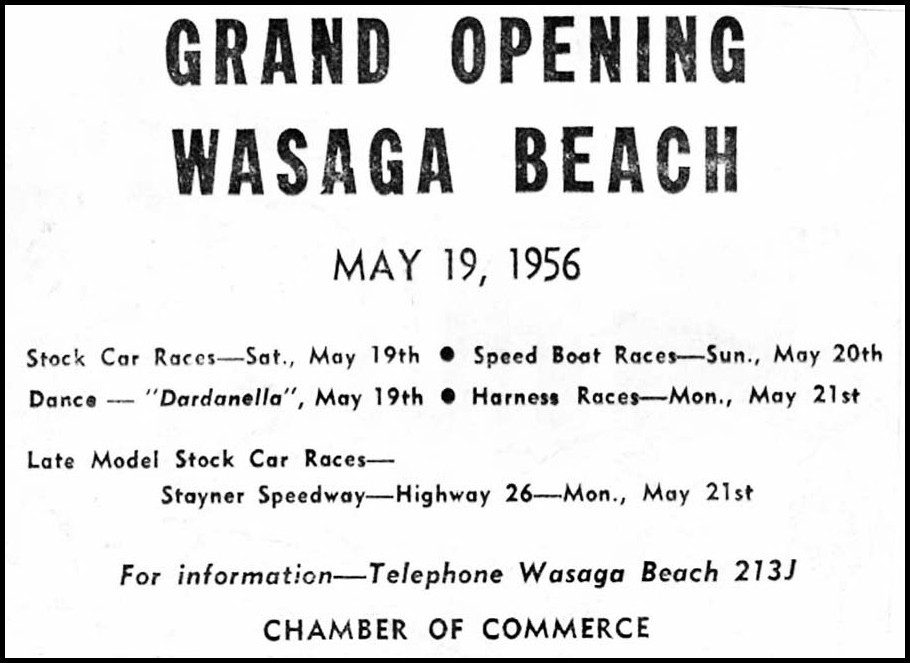 GRAND OPENING
WASAGA BEACH
MAY 19, 1956
Stock Car Races—Sat., May 19th ● Speed Boat Races—Sun., May 20th
Dance — "Dardanella", May 19th ● Harness Races—Mon., May 21st
Late Model Stock Car Races—
Stayner Speedway—Highway 26—Mon., May 21st
For information—Telephone Wasaga Beach 213J
CHAMBER OF COMMERCE